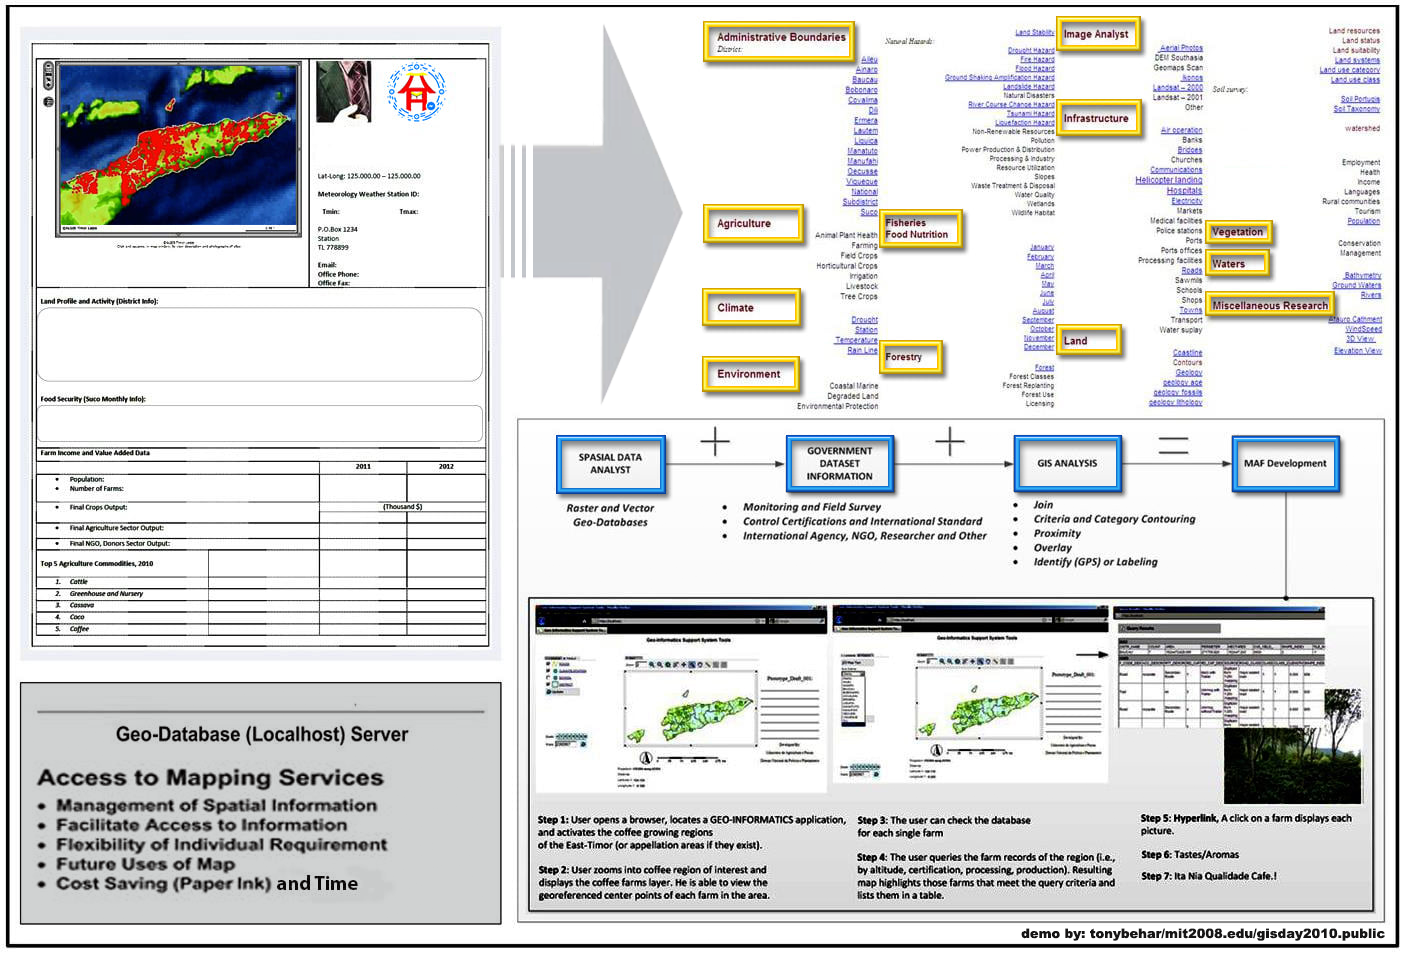 Lat-Long: 125.000.00 – 125.000.00
Meteorology Weather Station ID:
Tmin: Tmax:
P.O.Box 1234
Station
TL 778899
Email:
Office Phone:
Office Fax:
Land Profile and Activity (District Info):
Food Security (Suco Monthly Info):
Farm Income and Value Added Data
2011 2012
• Population:
• Number of Farms:
• Final Crops Output: (Thousand $)
• Final Agriculture Sector Output:
• Final NGO, Donors Sector Output:
Top 5 Agriculture Commodities, 2010
1. Cattle
2. Greenhouse and Nursery
3. Cassava
4. Coco
5. Coffee
Geo-Database (Localhost) Server
Access to Mapping Services
• Management of Spatial Information
• Facilitate Access to Information
• Flexibility of Individual Requirement
• Future Uses of Map
• Cost Saving (Paper Ink) and Time
Administrative Boundaries
District:
Aileu
Ainaro
Baucau
Bobonaro
Covalima
Dili
Ermera
Lautem
Liquica
Manatuto
Manufahi
Oecusse
Viqueque
National
Subdistrict
Suco
Agriculture
Animal Plant Health
Farming
Field Crops
Horticultural Crops
Irrigation
Livestock
Tree Crops
Climate
Drought
Station
Temperature
Rain Line
Environment
Coastal Marine
Degraded Land
Environmental Protection
Natural Hazards:
Land Stability
Drought Hazard
Fire Hazard
Flood Hazard
Ground Shaking Amplification Hazard
Landslide Hazard
Natural Disasters
River Course Change Hazard
Tsunami Hazard
Liquefaction Hazard
Non-Renewable Resources
Pollution
Power Production & Distribution
Processing & Industry
Resource Utilization
Slopes
Waste Treatment & Disposal
Water Quality
Wetlands
Wildlife Habitat
Fisheries
Food Nutrition
January
February
March
April
May
June
July
August
September
October
November
December
Forestry
Forest
Forest Classes
Forest Replanting
Forest Use
Licensing
Image Analyst
Aerial Photos
DEM Southasia
Geomaps Scan
Ikonos
Landsat – 2000
Landsat – 2001
Other
Infrastructure
Air operation
Banks
Bridges
Churches
Communications
Helicopter landing
Hospitals
Electricity
Markets
Medical facilities
Police stations
Ports
Ports offices
Processing facilities
Roads
Sawmils
Schools
Shops
Towns
Transport
Water suplay
Land
Coastline
Contours
Geology
geology age
geology fossils
geology lithology
Soil survey:
Land resources
Land status
Land suitability
Land systems
Land use category
Land use class
Soil Portugis
Soil Taxonomy
watershed
Employment
Health
Income
Languages
Rural communities
Tourism
Population
Vegetation
Conservation
Management
Waters
Bathymetry
Ground Waters
Rivers
Miscellaneous Research
Atauro Cathment
WindSpeed
3D View
Elevation View
SPASIAL DATA
ANALYST
+
GOVERNMENT
DATASET
INFORMATION
+
GIS ANALYSIS
=
MAF Development
Raster and Vector
Geo-Databases
• Monitoring and Field Survey
• Control Certifications and International Standard
• International Agency, NGO, Researcher and Other
• Join
• Criteria and Category Contouring
• Proximity
• Overlay
• Identify (GPS) or Labeling
Geo-Informatics Support System Tools
Prototype_Draft_001:
Geo-Informatics Support System Tools
Prototype_Draft_001:
Query Results
Step 1: User opens a browser, locates a GEO-INFORMATICS application,
and activates the coffee growing regions
of the East-Timor (or appellation areas if they exist).
Step 2: User zooms into coffee region of interest and
displays the coffee farms layer. He is able to view the
georeferenced center points of each farm in the area.
Step 3: The user can check the database
for each single farm
Step 4: The user queries the farm records of the region (i.e.,
by altitude, certification, processing, production). Resulting
map highlights those farms that meet the query criteria and
lists them in a table.
Step 5: Hyperlink, A click on a farm displays each
picture.
Step 6: Tastes/Aromas
Step 7: Ita Nia Qualidade Cafe.!
demo by: tonybehar/mit2008.edu/gisday2010.public